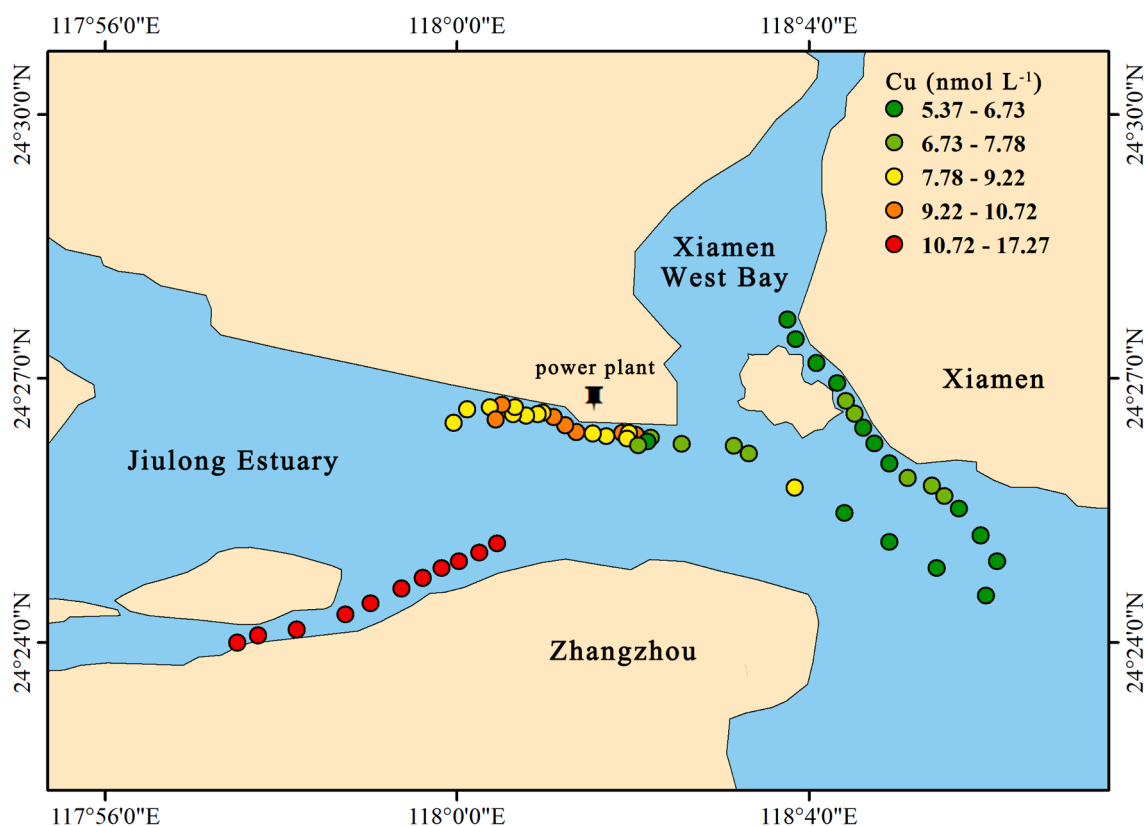 117°56'0"E
118°0'0"E
118°4'0"E
Cu (nmol L⁻¹)
5.37 - 6.73
6.73 - 7.78
7.78 - 9.22
9.22 - 10.72
10.72 - 17.27
24°30'0"N
24°30'0"N
Xiamen
West Bay
power plant
24°27'0"N
24°27'0"N
Xiamen
Jiulong Estuary
24°24'0"N
24°24'0"N
Zhangzhou
117°56'0"E
118°0'0"E
118°4'0"E